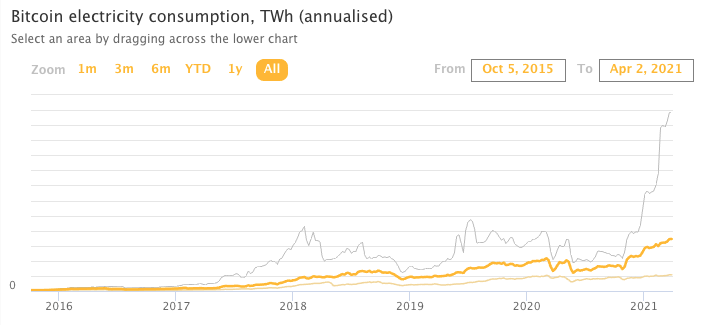 Bitcoin electricity consumption, TWh (annualised)
Select an area by dragging across the lower chart
Zoom 1m 3m 6m YTD 1y All From Oct 5, 2015 To Apr 2, 2021
0
2016 2017 2018 2019 2020 2021